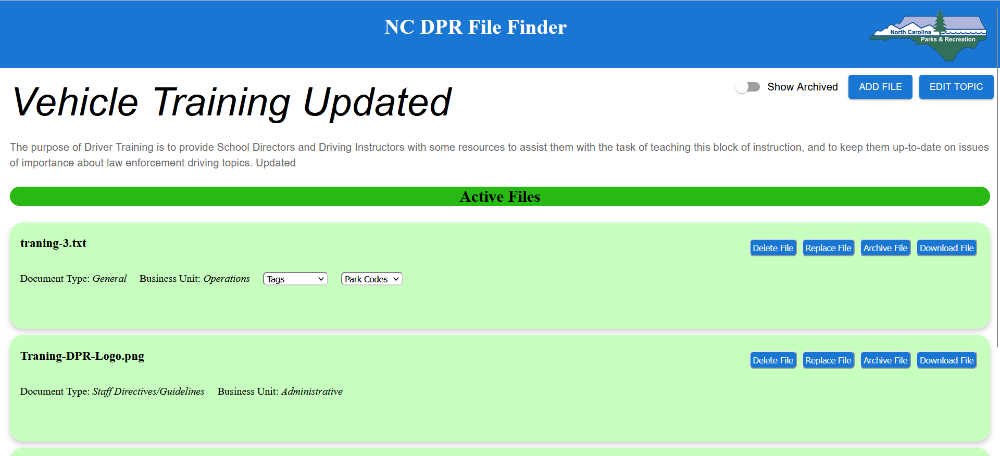 NC DPR File Finder
North Carolina
Parks & Recreation
Vehicle Training Updated
Show Archived
ADD FILE
EDIT TOPIC
The purpose of Driver Training is to provide School Directors and Driving Instructors with some resources to assist them with the task of teaching this block of instruction, and to keep them up-to-date on issues
of importance about law enforcement driving topics. Updated
Active Files
traning-3.txt
Delete File
Replace File
Archive File
Download File
Document Type: General
Business Unit: Operations
Tags
Park Codes
Traning-DPR-Logo.png
Delete File
Replace File
Archive File
Download File
Document Type: Staff Directives/Guidelines
Business Unit: Administrative